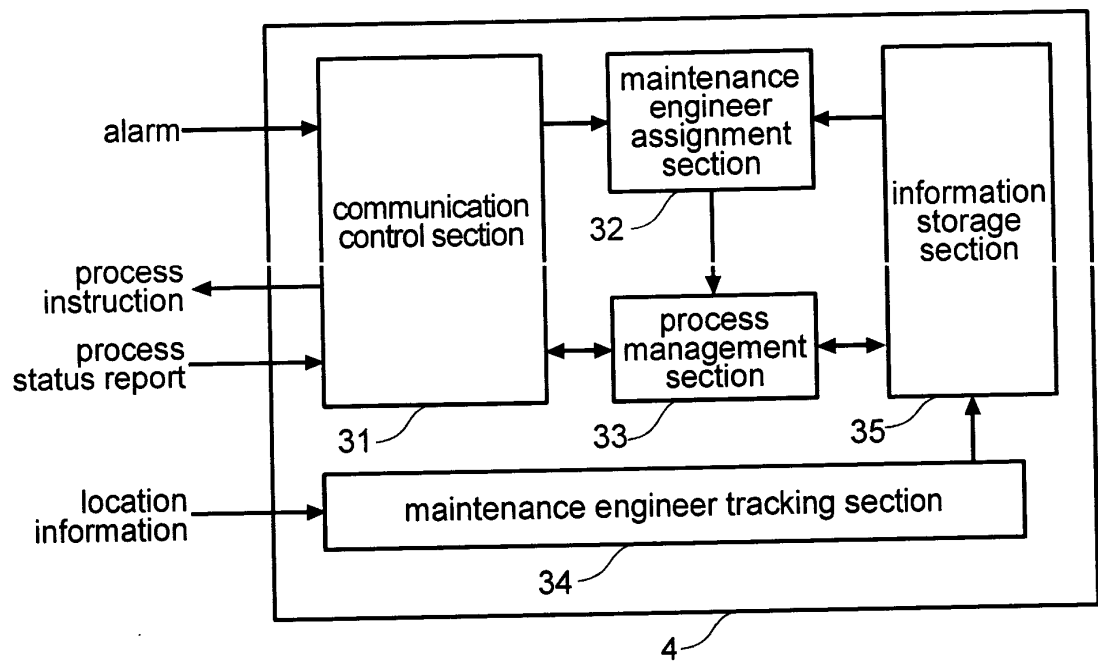 alarm
process
instruction
process
status report
location
information
communication
control section
31
maintenance
engineer
assignment
section
32
process
management
section
33
information
storage
section
35
maintenance engineer tracking section
34
4